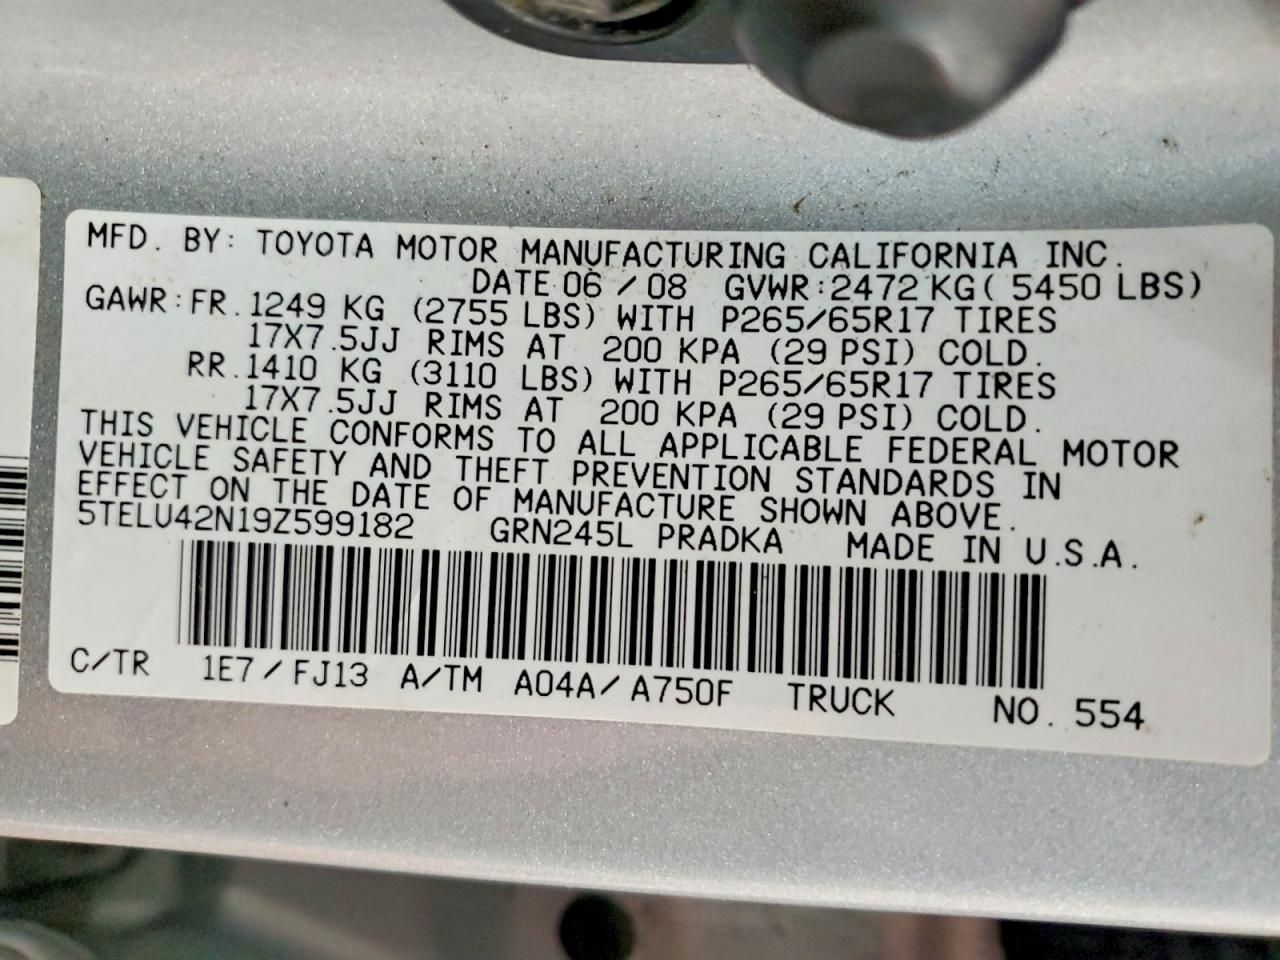 MFD. BY: TOYOTA MOTOR MANUFACTURING CALIFORNIA INC.
DATE 06/08 GVWR:2472 KG( 5450 LBS)
GAWR:FR. 1249 KG (2755 LBS) WITH P265/65R17 TIRES
17X7.5JJ RIMS AT 200 KPA (29 PSI) COLD.
RR. 1410 KG (3110 LBS) WITH P265/65R17 TIRES
17X7.5JJ RIMS AT 200 KPA (29 PSI) COLD.
THIS VEHICLE CONFORMS TO ALL APPLICABLE FEDERAL MOTOR
VEHICLE SAFETY AND THEFT PREVENTION STANDARDS IN
EFFECT ON THE DATE OF MANUFACTURE SHOWN ABOVE.
5TELU42N19Z599182 GRN245L PRADKA MADE IN U.S.A.
C/TR 1E7/FJ13 A/TM A04A/A750F TRUCK NO. 554